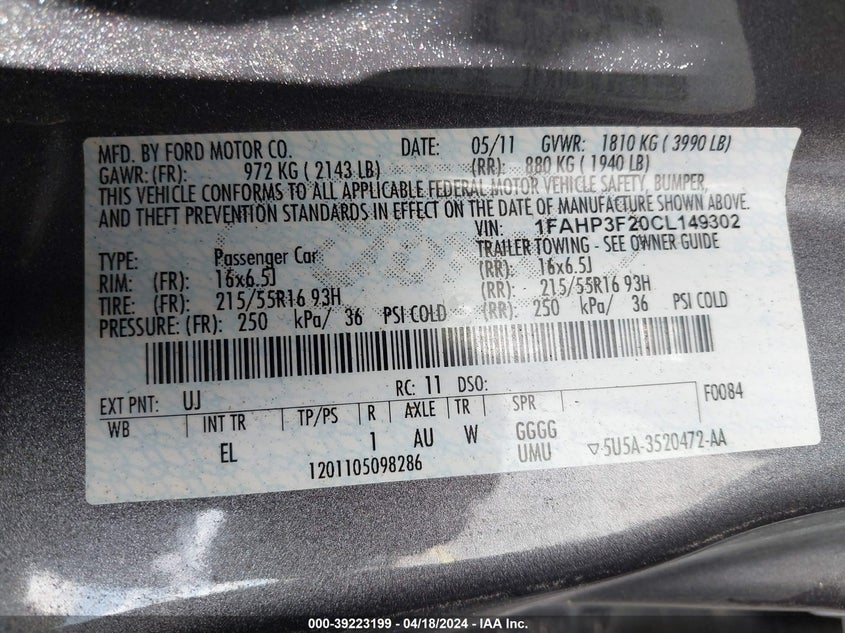 MFD. BY FORD MOTOR CO. DATE: 05/11 GVWR: 1810 KG ( 3990 LB)
GAWR: (FR): 972 KG ( 2143 LB) (RR): 880 KG ( 1940 LB)
THIS VEHICLE CONFORMS TO ALL APPLICABLE FEDERAL MOTOR VEHICLE SAFETY, BUMPER,
AND THEFT PREVENTION STANDARDS IN EFFECT ON THE DATE OF MANUFACTURE SHOWN ABOVE.
VIN: 1FAHP3F20CL149302
TYPE: Passenger Car TRAILER TOWING - SEE OWNER GUIDE
RIM: (FR): 16x6.5J (RR): 16x6.5J
TIRE: (FR): 215/55R16 93H (RR): 215/55R16 93H
PRESSURE: (FR): 250 kPa/ 36 PSI COLD (RR): 250 kPa/ 36 PSI COLD
EXT PNT: UJ RC: 11 DSO: F0084
WB INT TR TP/PS R AXLE TR SPR -
EL 1 AU W GGGG
1201105098286 UMU ▽5U5A-3520472-AA
000-39223199 - 04/18/2024 - IAA Inc.